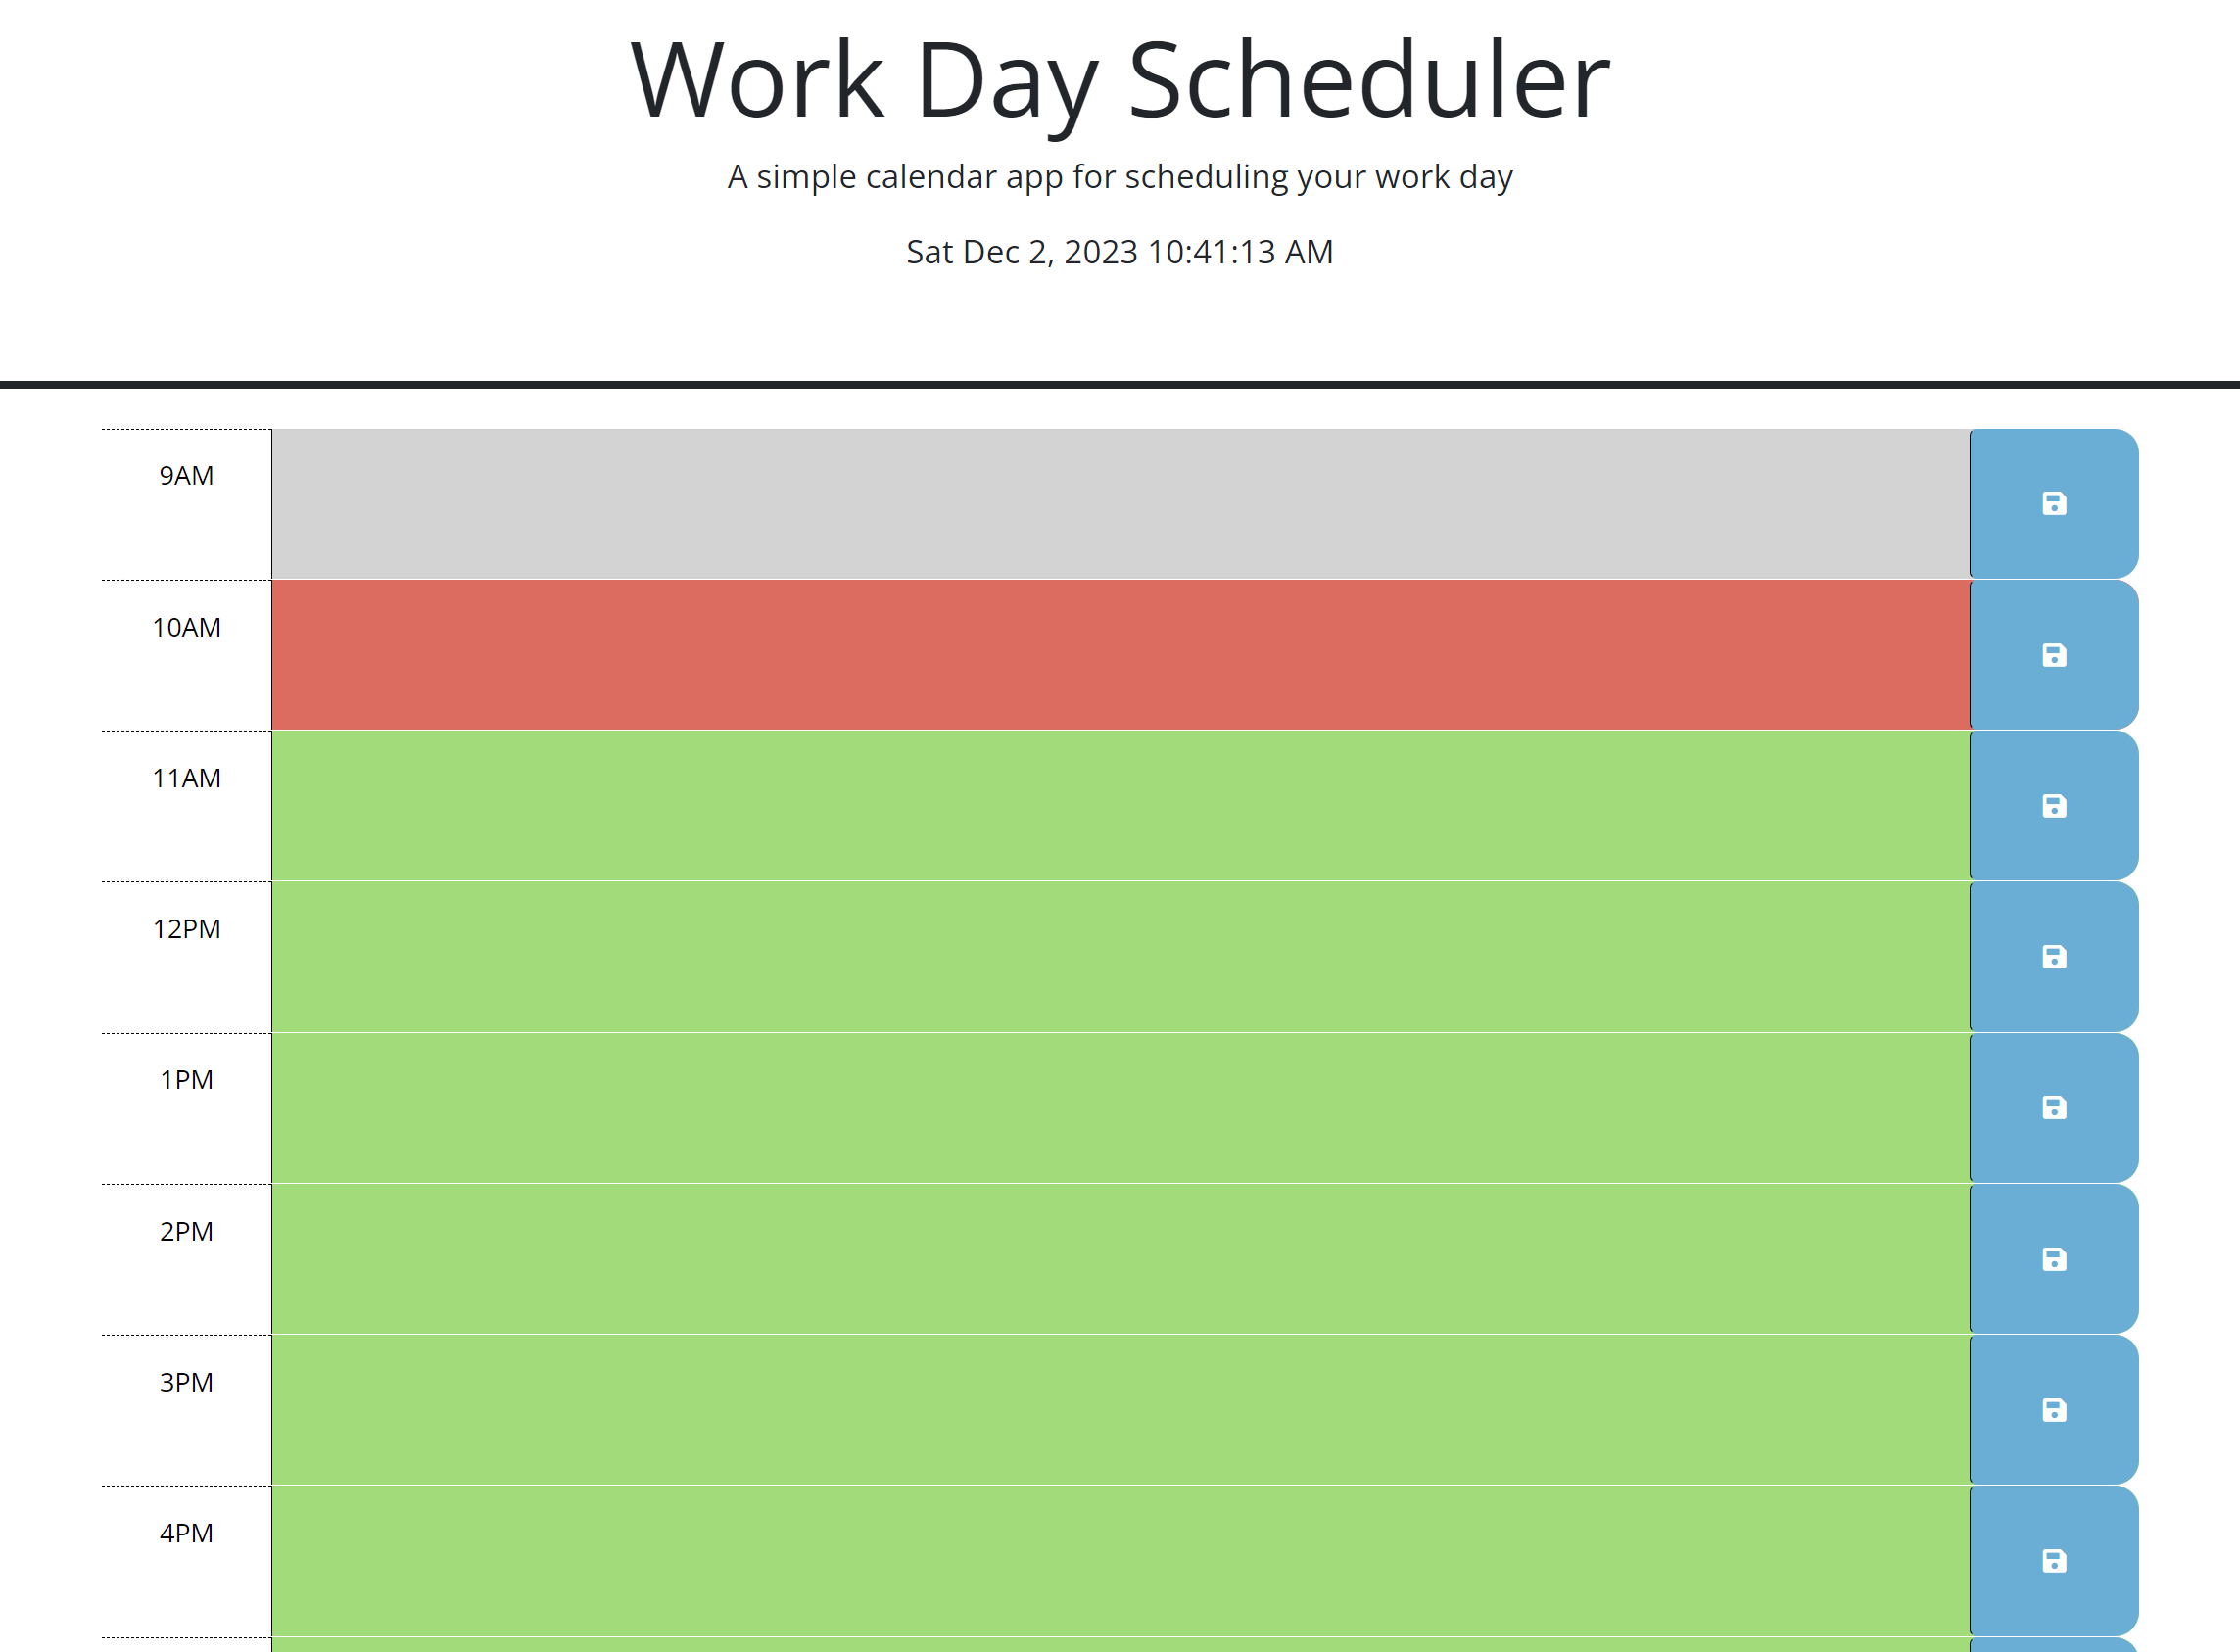 Work Day Scheduler
A simple calendar app for scheduling your work day
Sat Dec 2, 2023 10:41:13 AM
9AM
10AM
11AM
12PM
1PM
2PM
3PM
4PM